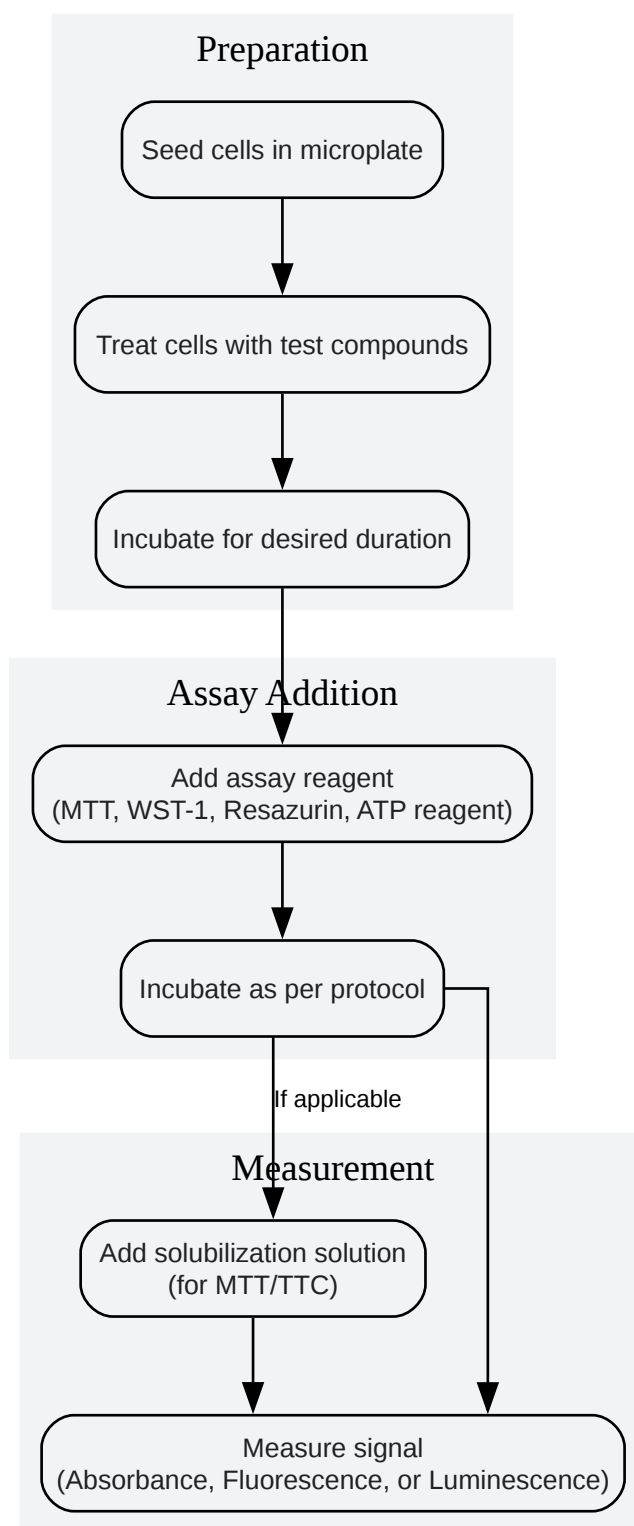 Preparation
Seed cells in microplate
Treat cells with test compounds
Incubate for desired duration
Assay Addition
Add assay reagent
(MTT, WST-1, Resazurin, ATP reagent)
Incubate as per protocol
If applicable
Measurement
Add solubilization solution
(for MTT/TTC)
Measure signal
(Absorbance, Fluorescence, or Luminescence)